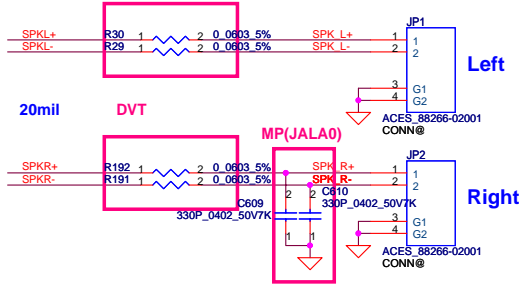 JP1
SPKL+ R30 1 2 0_0603_5% SPK_L+ 1 1
SPKL- R29 1 2 0_0603_5% SPK_L- 2 2
Left
3 G1
4 G2
20mil DVT
ACES_88266-02001
CONN@
MP(JALA0)
JP2
SPKR+ R192 1 2 0_0603_5% SPK_R+ 1 1
SPKR- R191 1 2 0_0603_5% SPK_R- 2 2
Right
C609 2 2 C610
330P_0402_50V7K 330P_0402_50V7K
3 G1
4 G2
1 1
ACES_88266-02001
CONN@